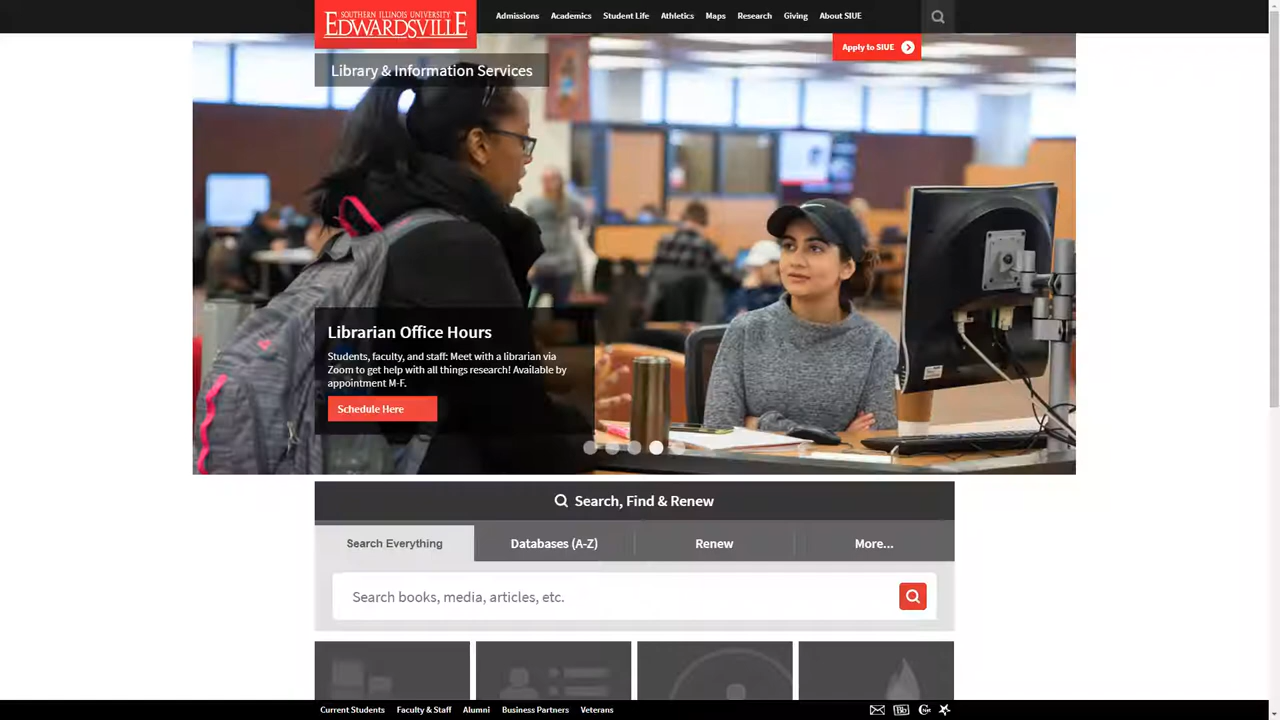 SOUTHERN ILLINOIS UNIVERSITY
EDWARDSVILLE
Admissions Academics Student Life Athletics Maps Research Giving About SIUE
Apply to SIUE
Library & Information Services
Librarian Office Hours
Students, faculty, and staff: Meet with a librarian via
Zoom to get help with all things research! Available by
appointment M-F.
Schedule Here
Search, Find & Renew
Search Everything Databases (A-Z) Renew More...
Search books, media, articles, etc.
Current Students Faculty & Staff Alumni Business Partners Veterans
Bb